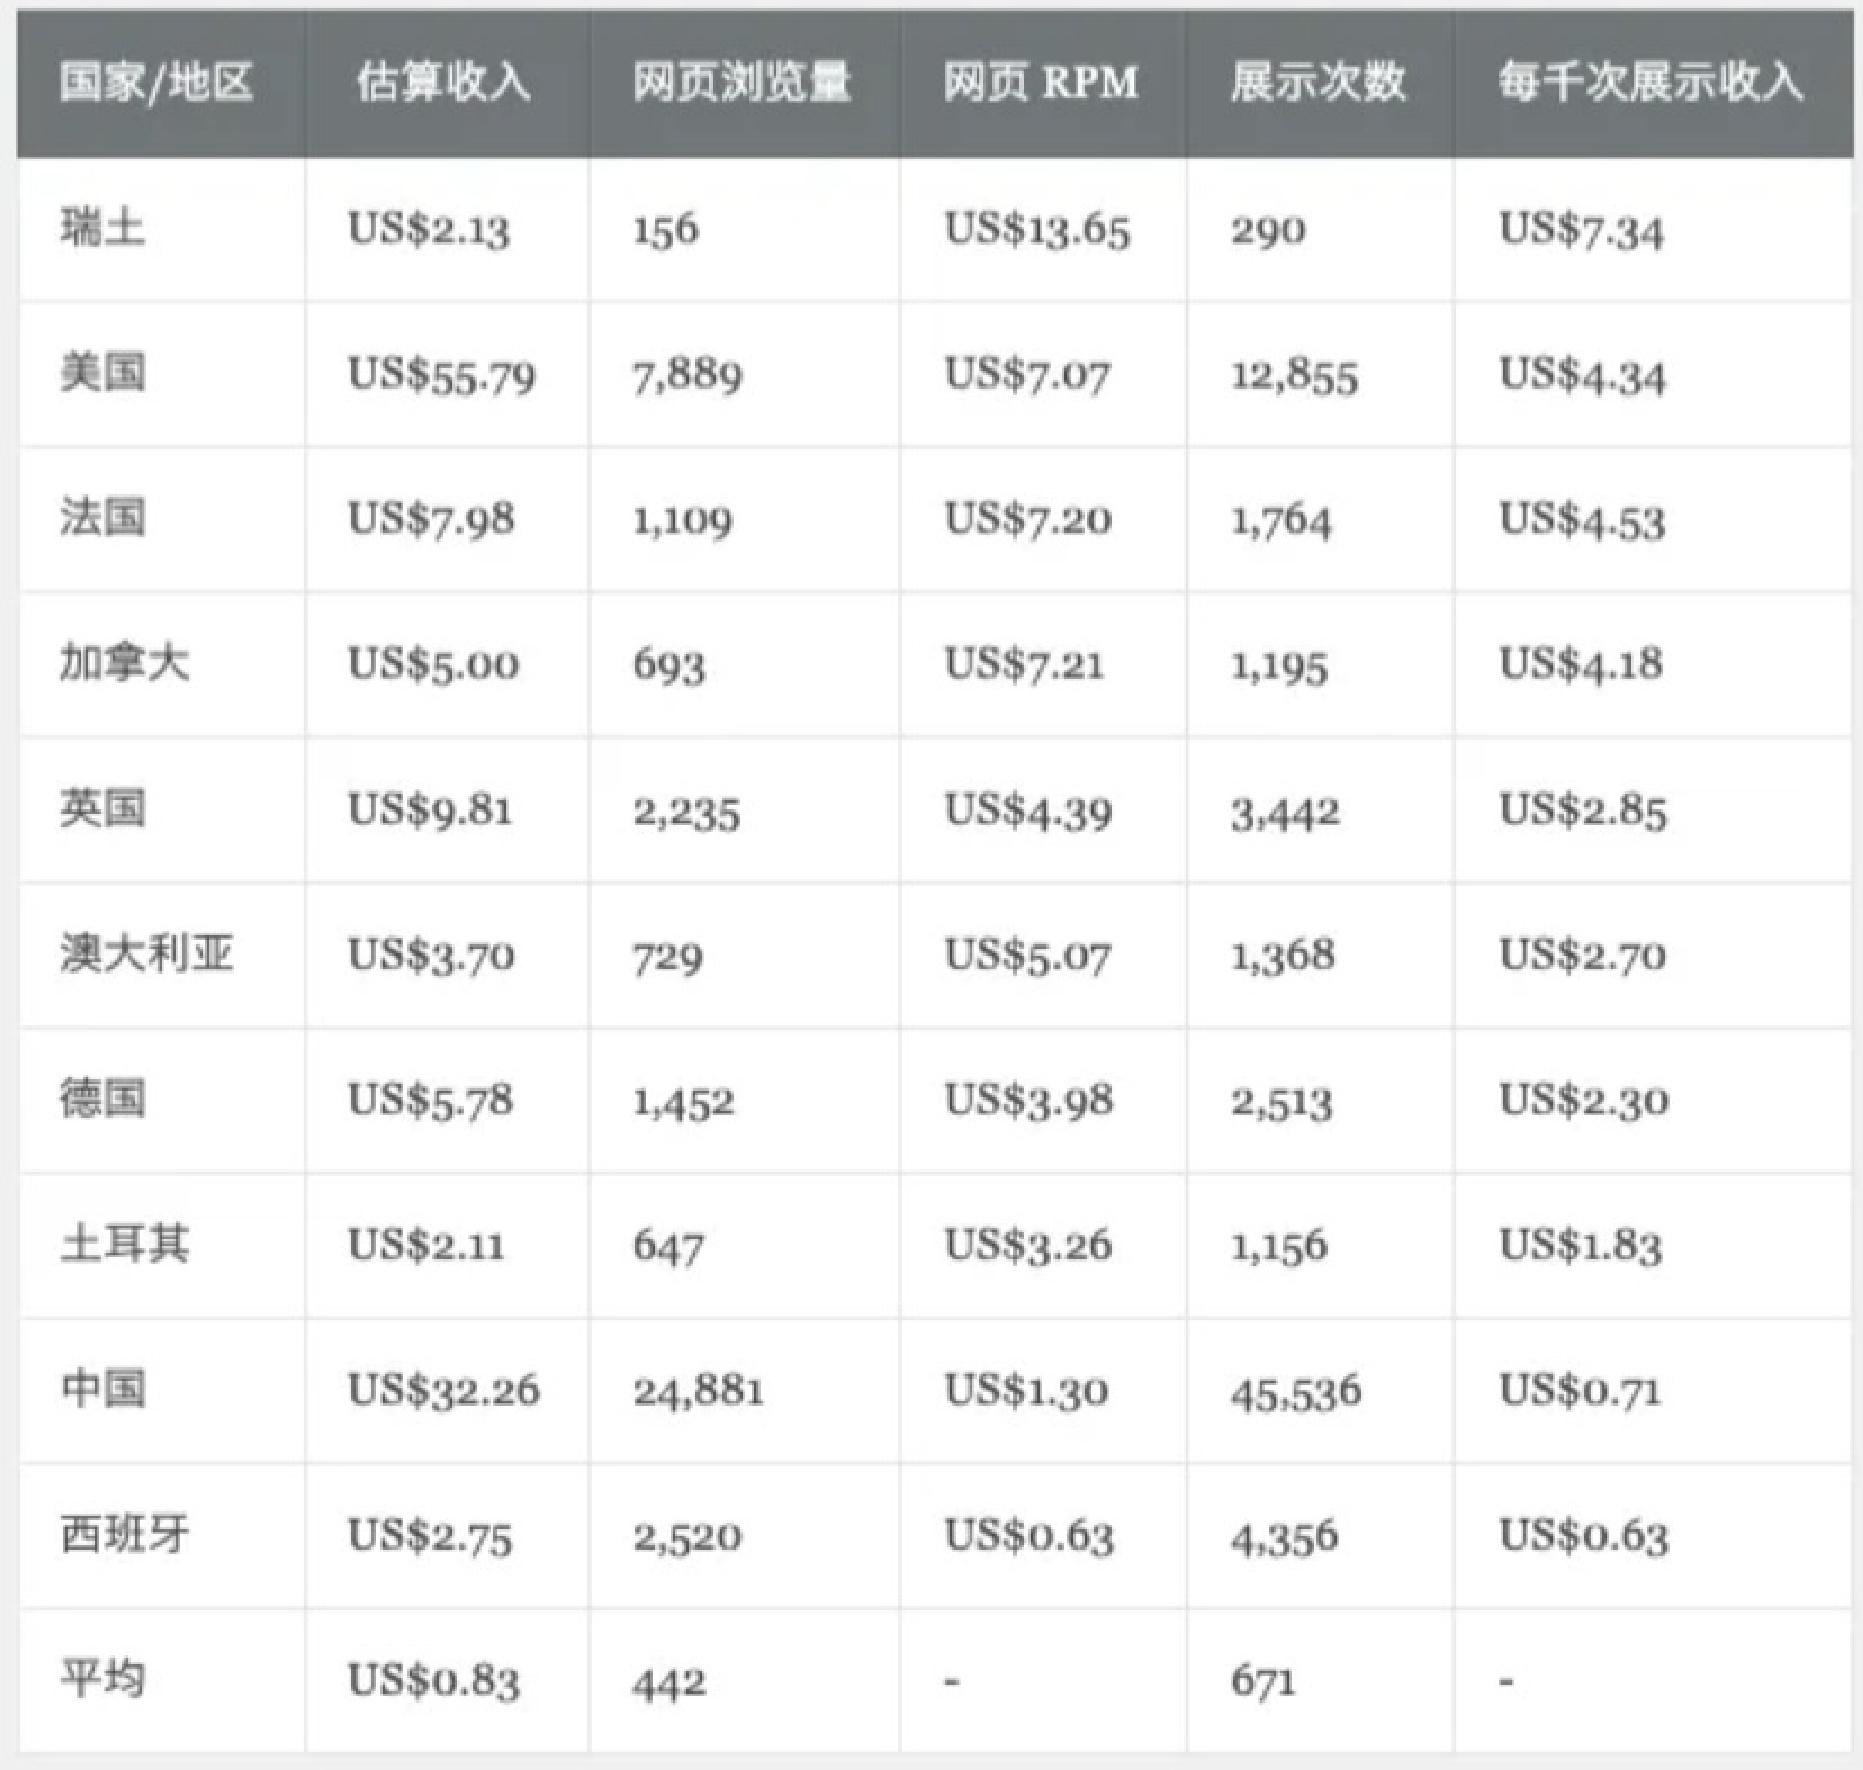 国家/地区 估算收入 网页浏览量 网页 RPM 展示次数 每千次展示收入
瑞士 US$2.13 156 US$13.65 290 US$7.34
美国 US$55.79 7,889 US$7.07 12,855 US$4.34
法国 US$7.98 1,109 US$7.20 1,764 US$4.53
加拿大 US$5.00 693 US$7.21 1,195 US$4.18
英国 US$9.81 2,235 US$4.39 3,442 US$2.85
澳大利亚 US$3.70 729 US$5.07 1,368 US$2.70
德国 US$5.78 1,452 US$3.98 2,513 US$2.30
土耳其 US$2.11 647 US$3.26 1,156 US$1.83
中国 US$32.26 24,881 US$1.30 45,536 US$0.71
西班牙 US$2.75 2,520 US$0.63 4,356 US$0.63
平均 US$0.83 442 - 671 -